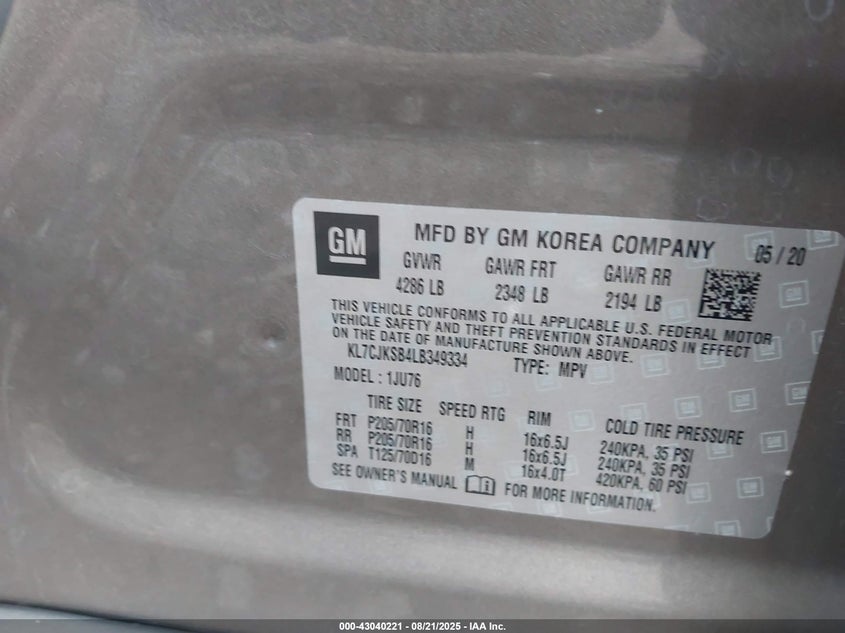 GM
MFD BY GM KOREA COMPANY 05 / 20
GVWR GAWR FRT GAWR RR
4286 LB 2348 LB 2194 LB
THIS VEHICLE CONFORMS TO ALL APPLICABLE U.S. FEDERAL MOTOR
VEHICLE SAFETY AND THEFT PREVENTION STANDARDS IN EFFECT
ON THE DATE OF MANUFACTURE SHOWN ABOVE.
KL7CJKSB4LB349334 TYPE: MPV
MODEL : 1JU76
TIRE SIZE SPEED RTG RIM COLD TIRE PRESSURE
FRT P205/70R16 H 16x6.5J 240KPA, 35 PSI
RR P205/70R16 H 16x6.5J 240KPA, 35 PSI
SPA T125/70D16 M 16x4.0T 420KPA, 60 PSI
SEE OWNER'S MANUAL FOR MORE INFORMATION.
000-43040221 - 08/21/2025 - IAA Inc.